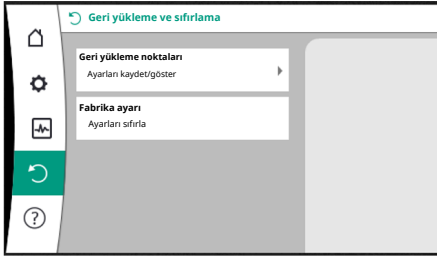 Geri yükleme ve sıfırlama
Geri yükleme noktaları
Ayarları kaydet/göster
Fabrika ayarı
Ayarları sıfırla